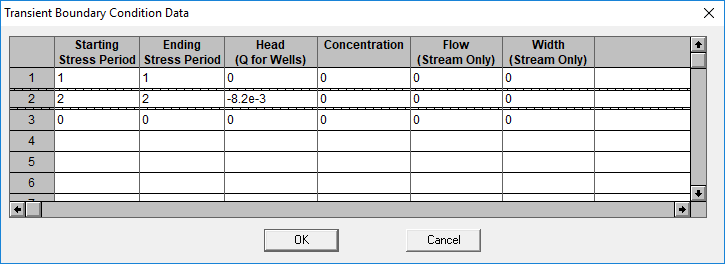 Transient Boundary Condition Data
Starting Ending Head Concentration Flow Width
Stress Period Stress Period (Q for Wells) (Stream Only) (Stream Only)
1 1 1 0 0 0 0
2 2 2 -8.2e-3 0 0 0
3 0 0 0 0 0 0
4
5
6
OK Cancel